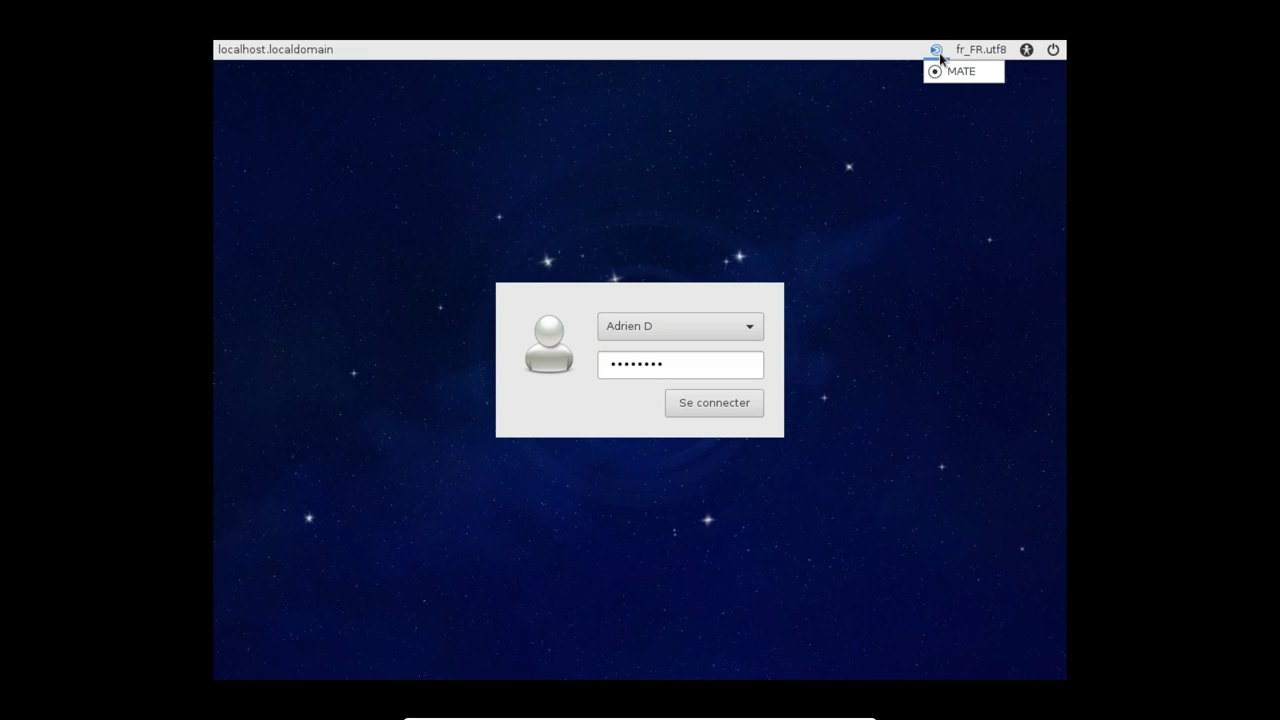 localhost.localdomain
fr_FR.utf8
MATE
Adrien D
••••••••
Se connecter